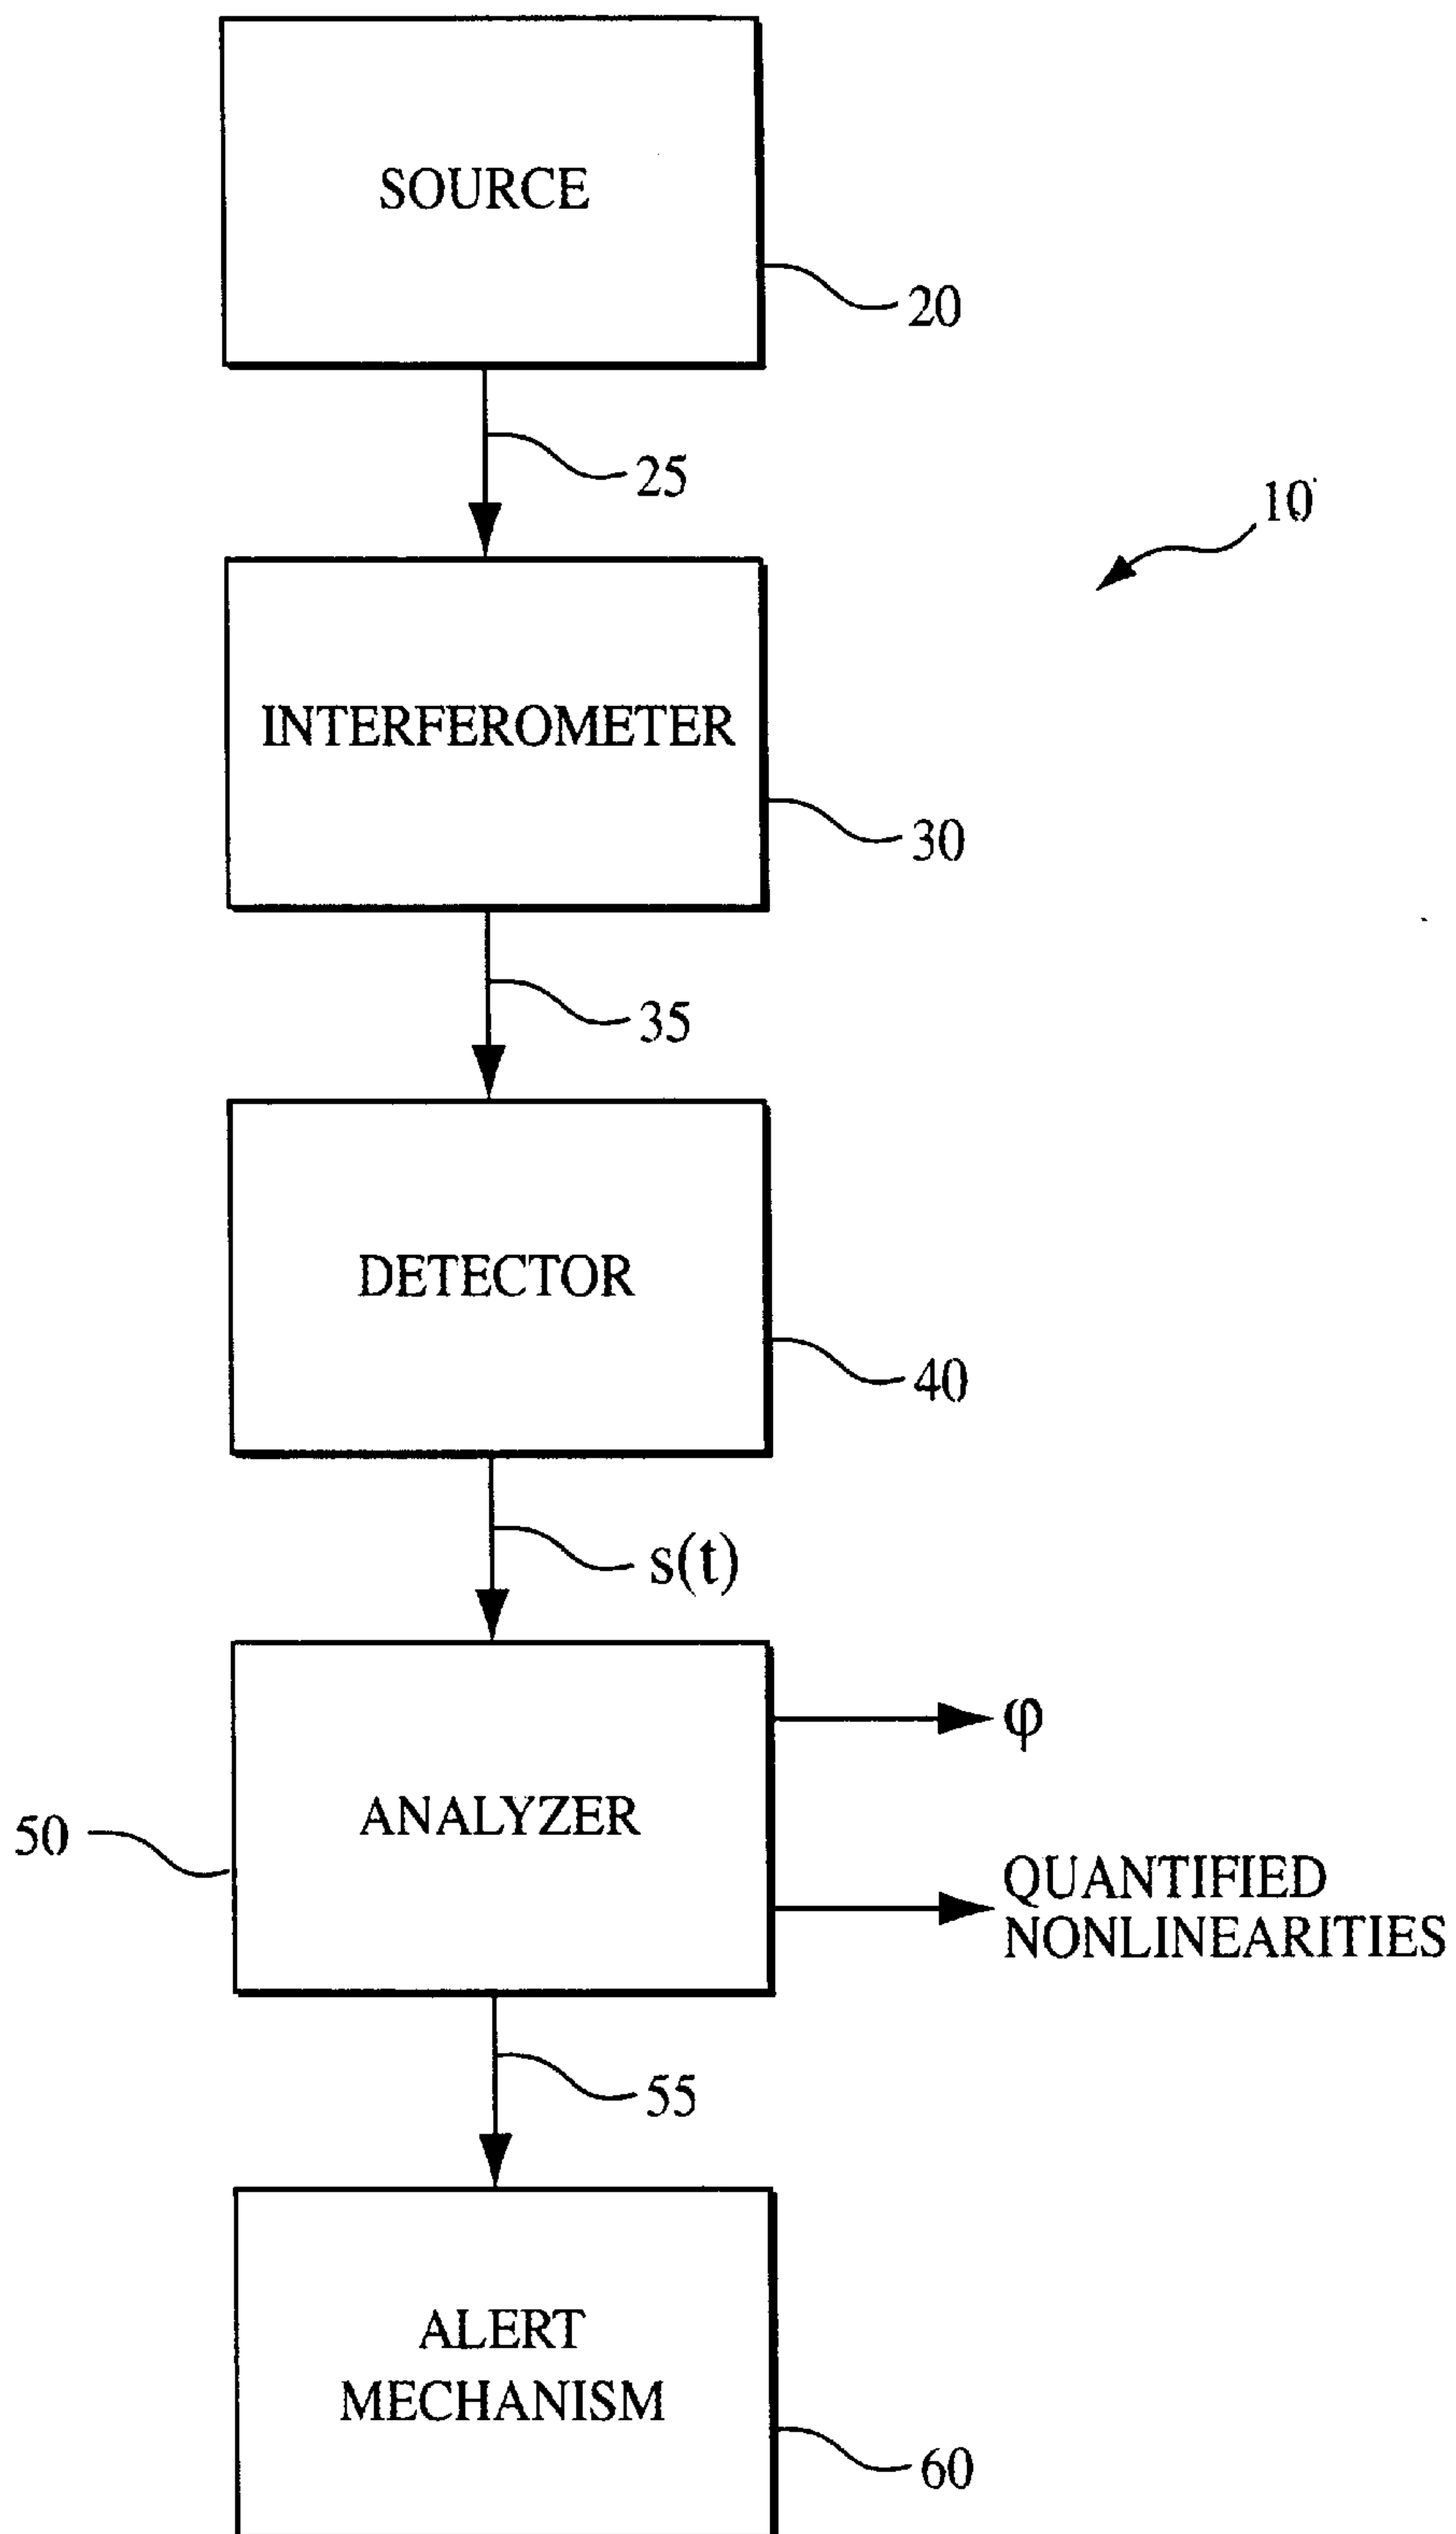 SOURCE
20
25
10
INTERFEROMETER
30
35
DETECTOR
40
s(t)
φ
ANALYZER
50
QUANTIFIED
NONLINEARITIES
55
ALERT
MECHANISM
60